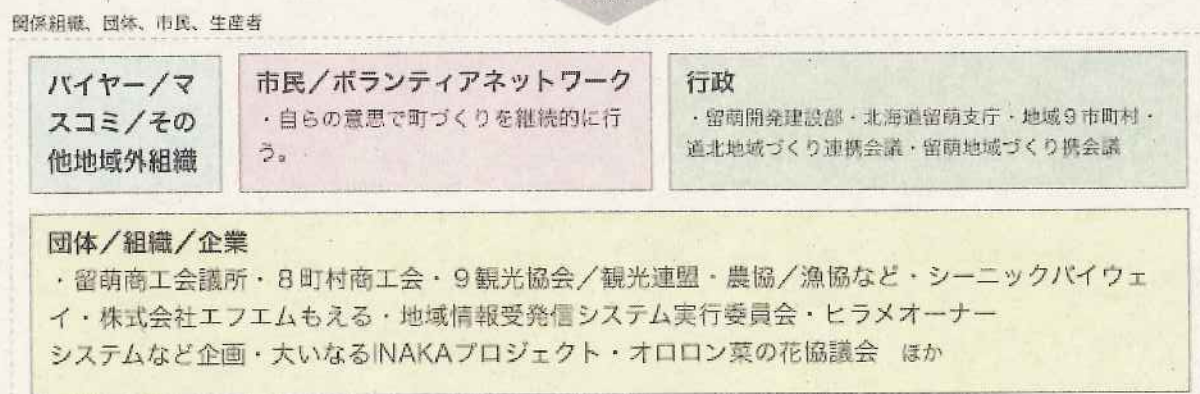 関係組織、団体、市民、生産者
バイヤー/マ
スコミ/その
他地域外組織
市民/ボランティアネットワーク
・自らの意思で町づくりを継続的に行
う。
行政
・留萌開発建設部・北海道留萌支庁・地域9市町村・
道北地域づくり連携会議・留萌地域づくり携会議
団体/組織/企業
・留萌商工会議所・8町村商工会・9観光協会/観光連盟・農協/漁協など・シーニックバイウェ
イ・株式会社エフエムもえる・地域情報受発信システム実行委員会・ヒラメオーナー
システムなど企画・大いなるINAKAプロジェクト・オロロン菜の花協議会 ほか